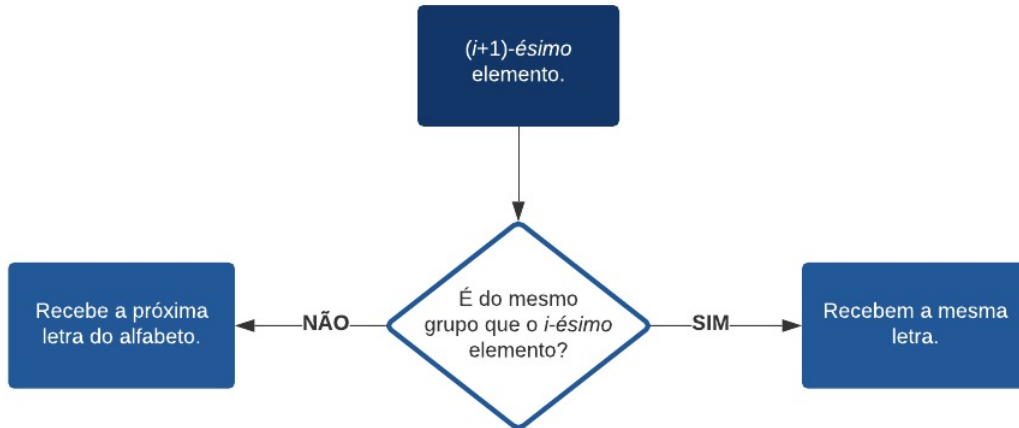 (i+1)-ésimo
elemento.
É do mesmo
grupo que o i-ésimo
elemento?
NÃO
SIM
Recebe a próxima
letra do alfabeto.
Recebem a mesma
letra.